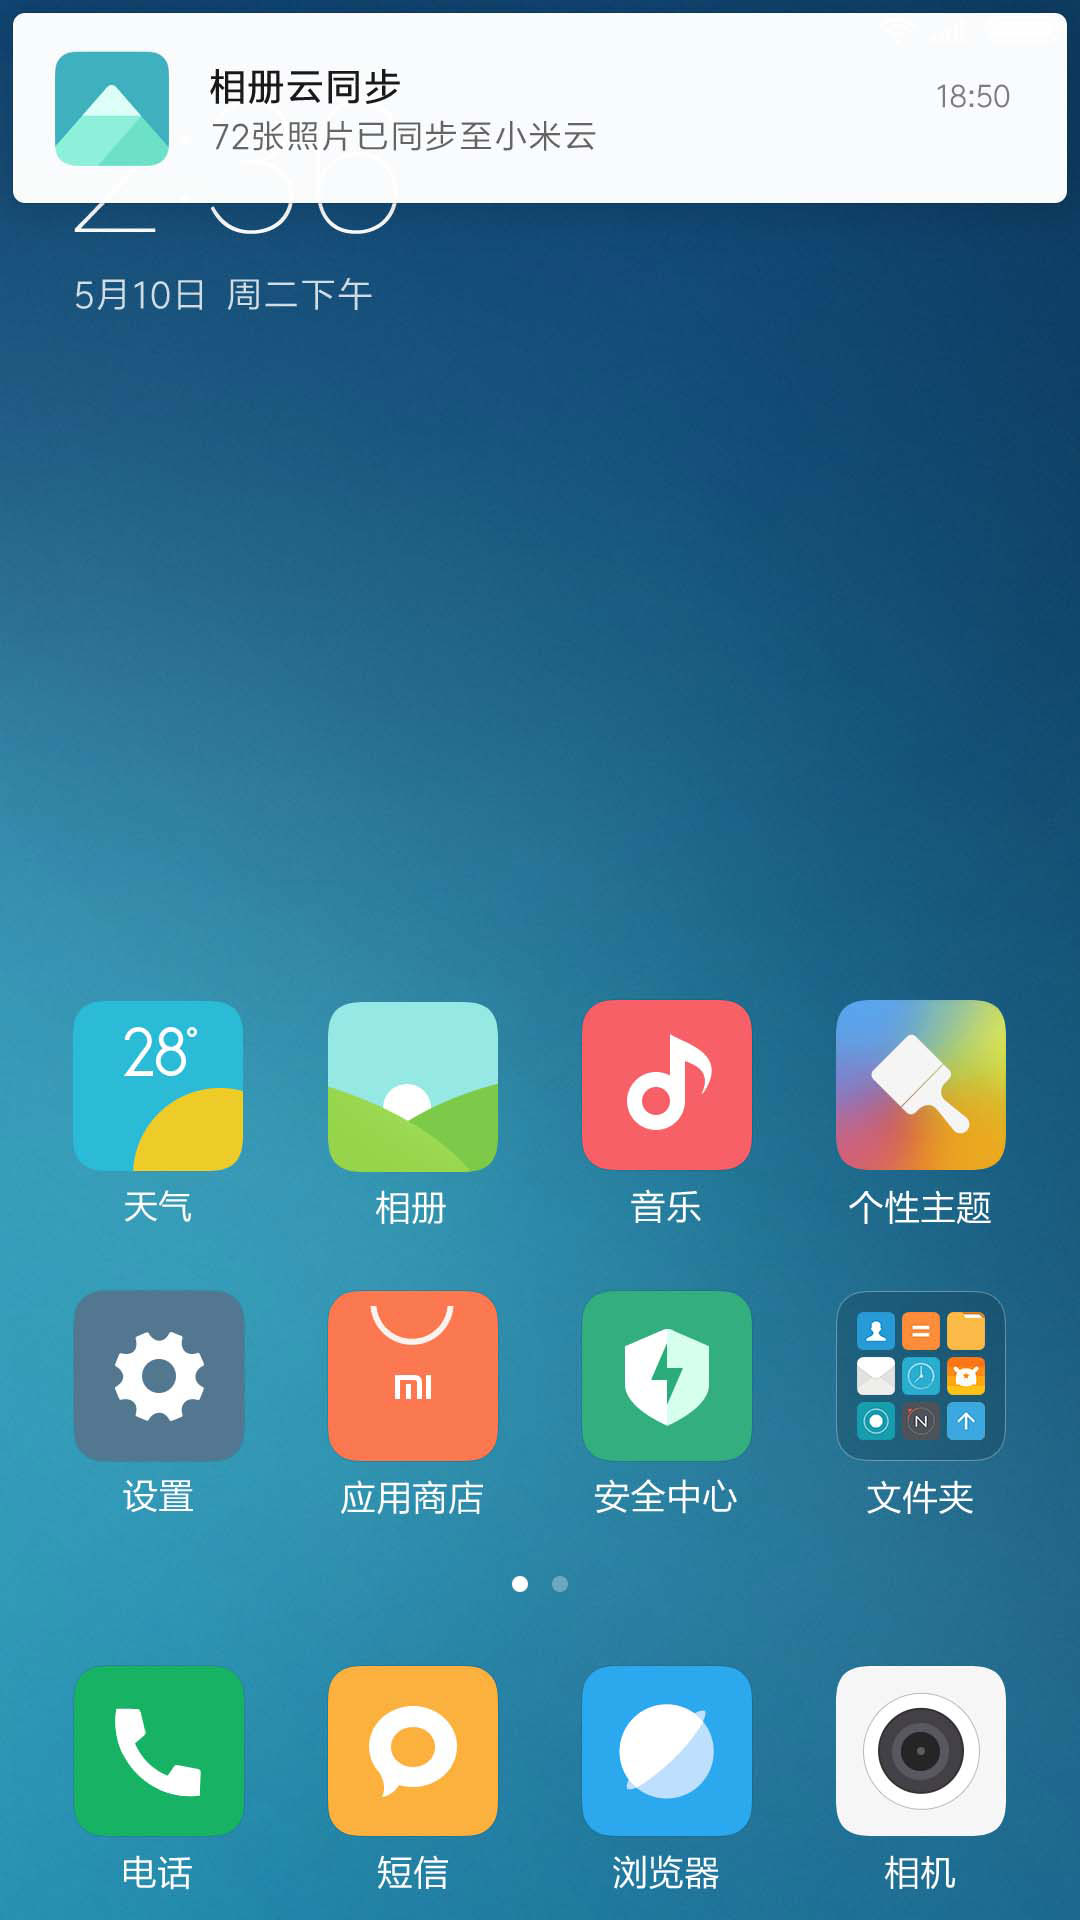 相册云同步
18:50
72张照片已同步至小米云
5月10日 周二下午
28°
天气
相册
音乐
个性主题
mi
设置
应用商店
安全中心
N
文件夹
电话
短信
浏览器
相机